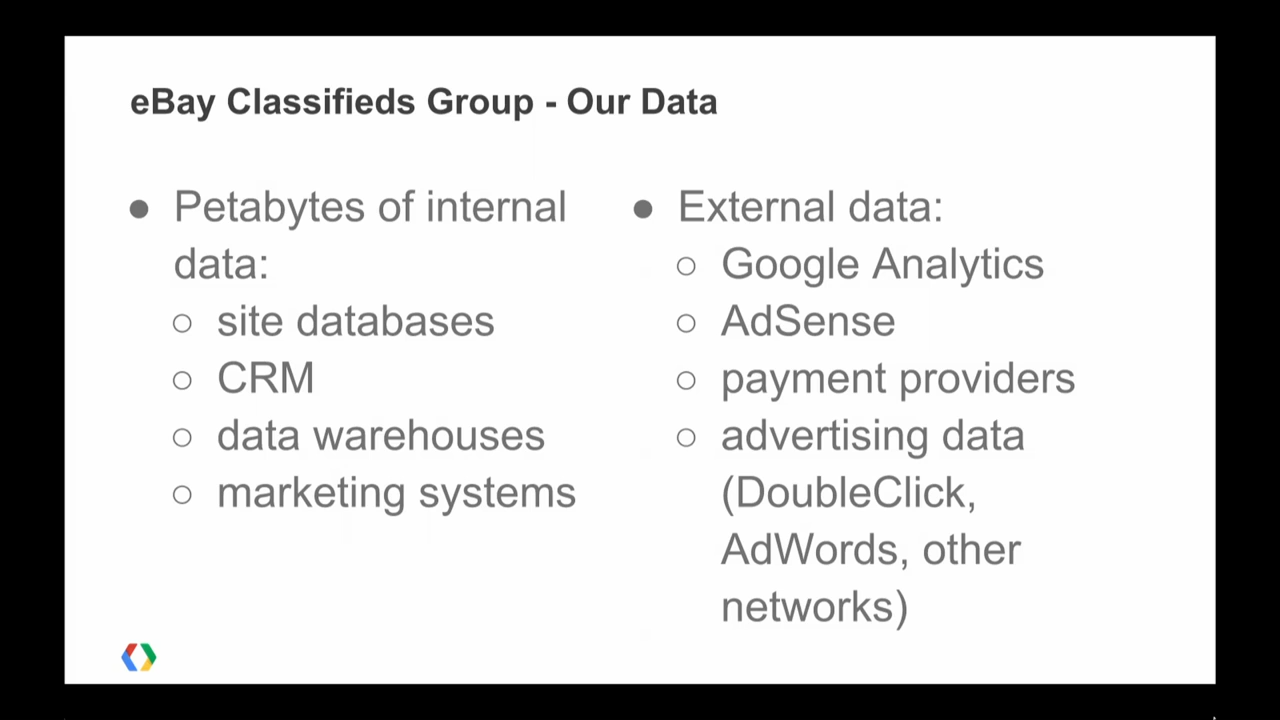 eBay Classifieds Group - Our Data
● Petabytes of internal
data:
○ site databases
○ CRM
○ data warehouses
○ marketing systems
● External data:
○ Google Analytics
○ AdSense
○ payment providers
○ advertising data
(DoubleClick,
AdWords, other
networks)